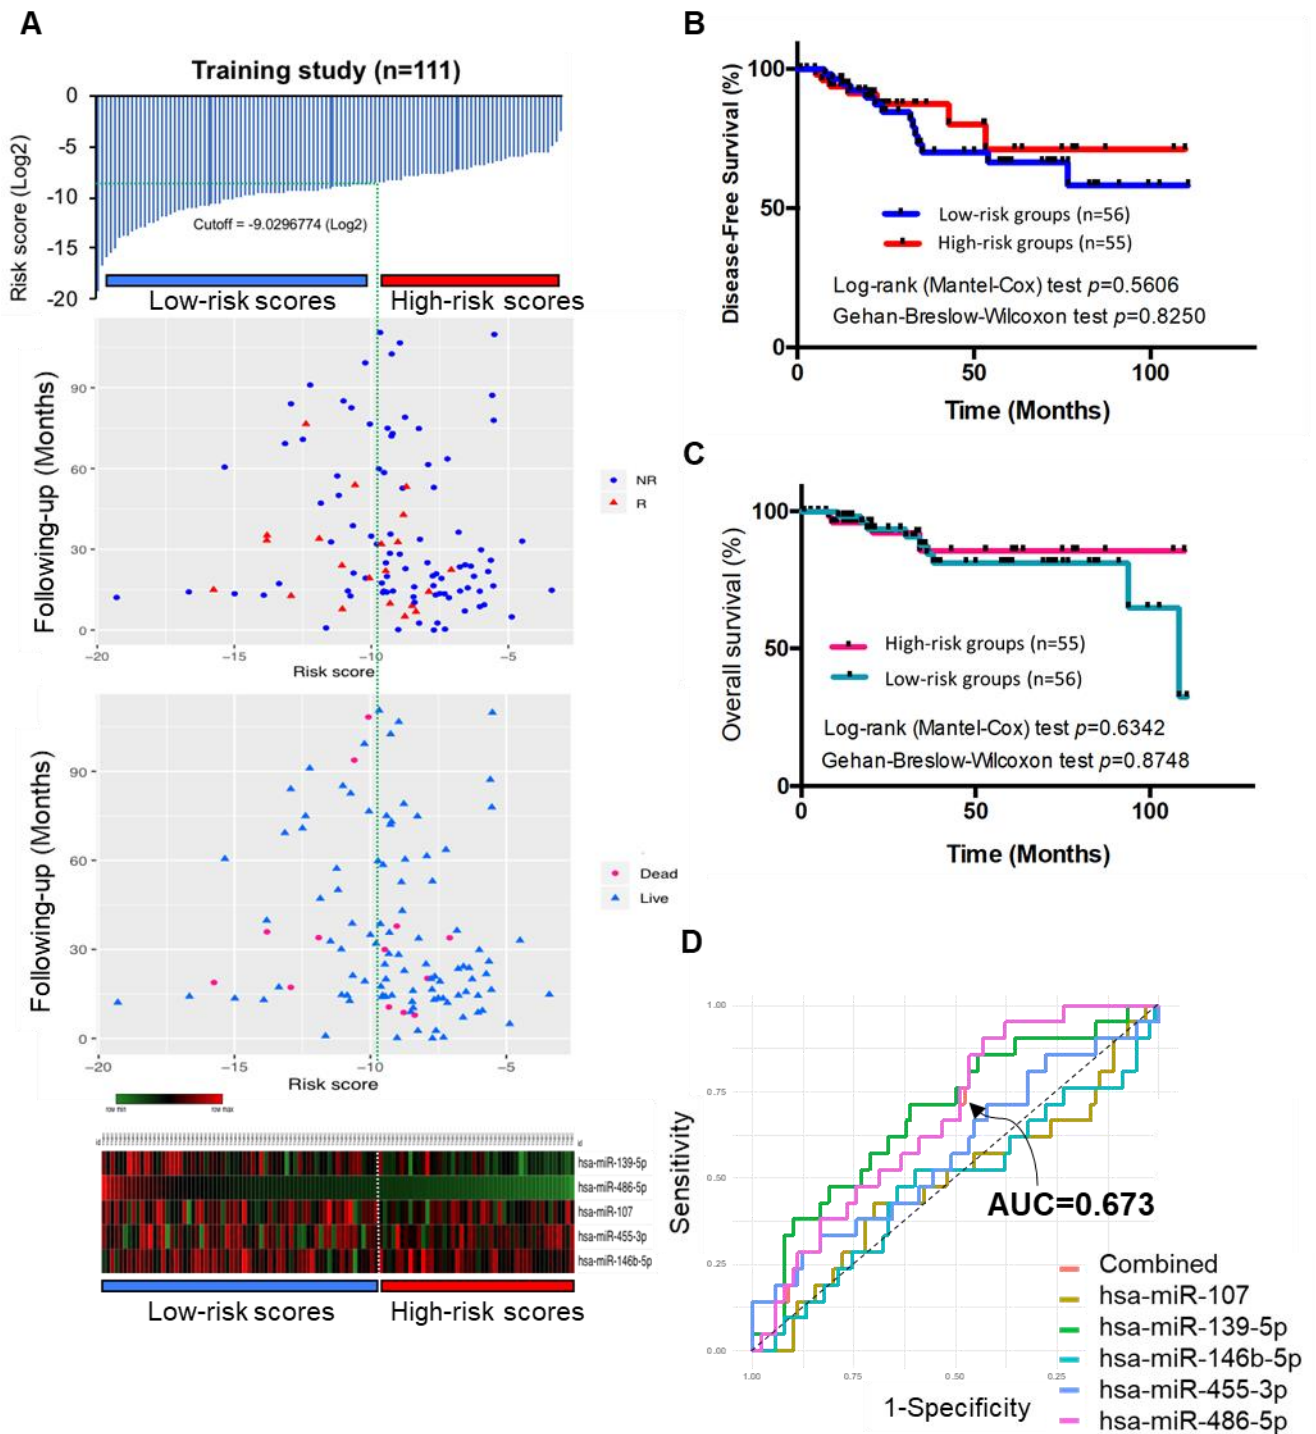 A
Training study (n=111)
Risk score (Log2)
0
-5
-10
-15
-20
Cutoff = -9.0296774 (Log2)
Low-risk scores
High-risk scores
Following-up (Months)
90
60
30
0
−20
−15
−10
−5
Risk score
NR
R
Following-up (Months)
90
60
30
0
−20
−15
−10
−5
Risk score
Dead
Live
row min
row max
id
id
hsa-miR-139-5p
hsa-miR-486-5p
hsa-miR-107
hsa-miR-455-3p
hsa-miR-146b-5p
Low-risk scores
High-risk scores
B
Disease-Free Survival (%)
100
50
0
0
50
100
Low-risk groups (n=56)
High-risk groups (n=55)
Log-rank (Mantel-Cox) test p=0.5606
Gehan-Breslow-Wilcoxon test p=0.8250
Time (Months)
C
Overall survival (%)
100
50
0
0
50
100
High-risk groups (n=55)
Low-risk groups (n=56)
Log-rank (Mantel-Cox) test p=0.6342
Gehan-Breslow-Wilcoxon test p=0.8748
Time (Months)
D
Sensitivity
1.00
0.75
0.50
0.25
0.00
1.00
0.75
0.50
0.25
1-Specificity
AUC=0.673
Combined
hsa-miR-107
hsa-miR-139-5p
hsa-miR-146b-5p
hsa-miR-455-3p
hsa-miR-486-5p